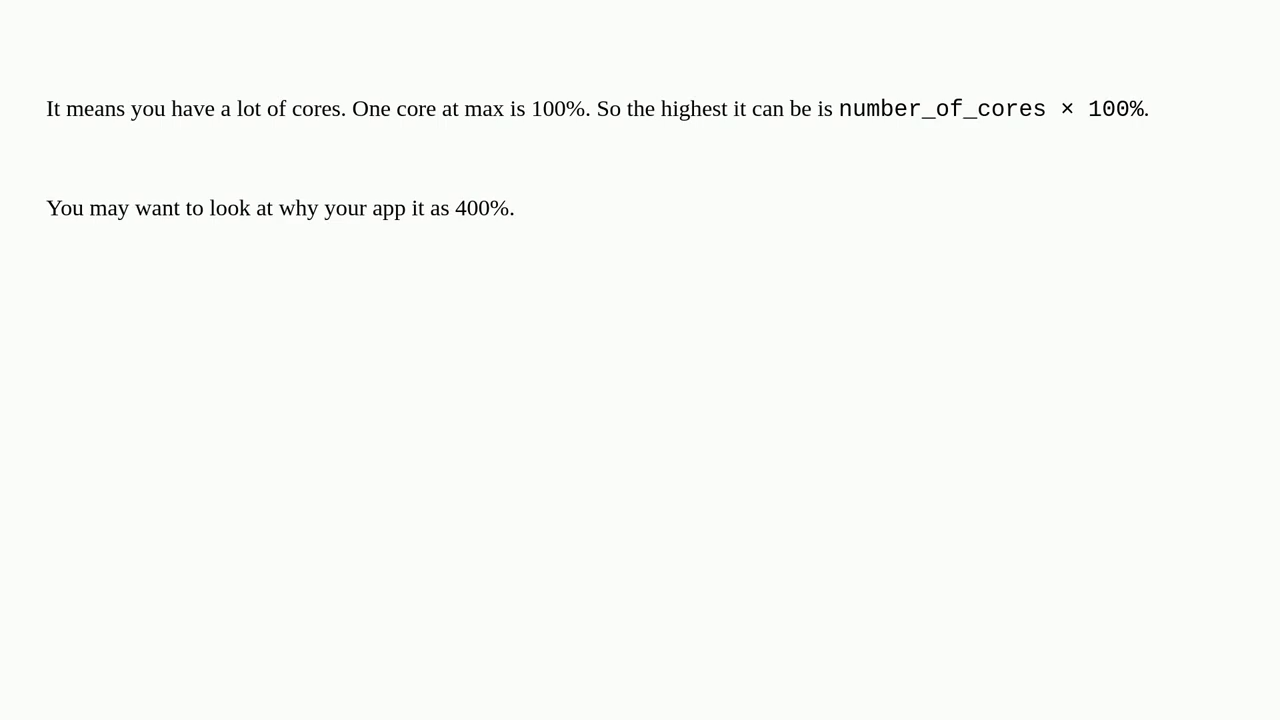 It means you have a lot of cores. One core at max is 100%. So the highest it can be is number_of_cores × 100%.
You may want to look at why your app it as 400%.